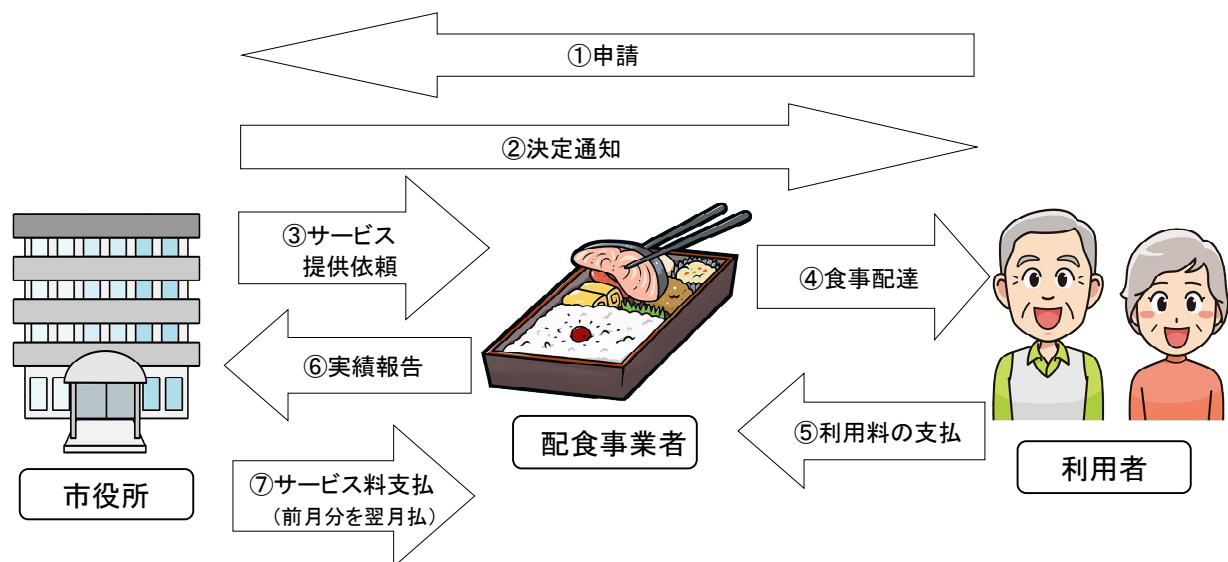 ①申請
②決定通知
③サービス
提供依頼
④食事配達
⑥実績報告
⑤利用料の支払
配食事業者
利用者
市役所
⑦サービス料支払
(前月分を翌月払)